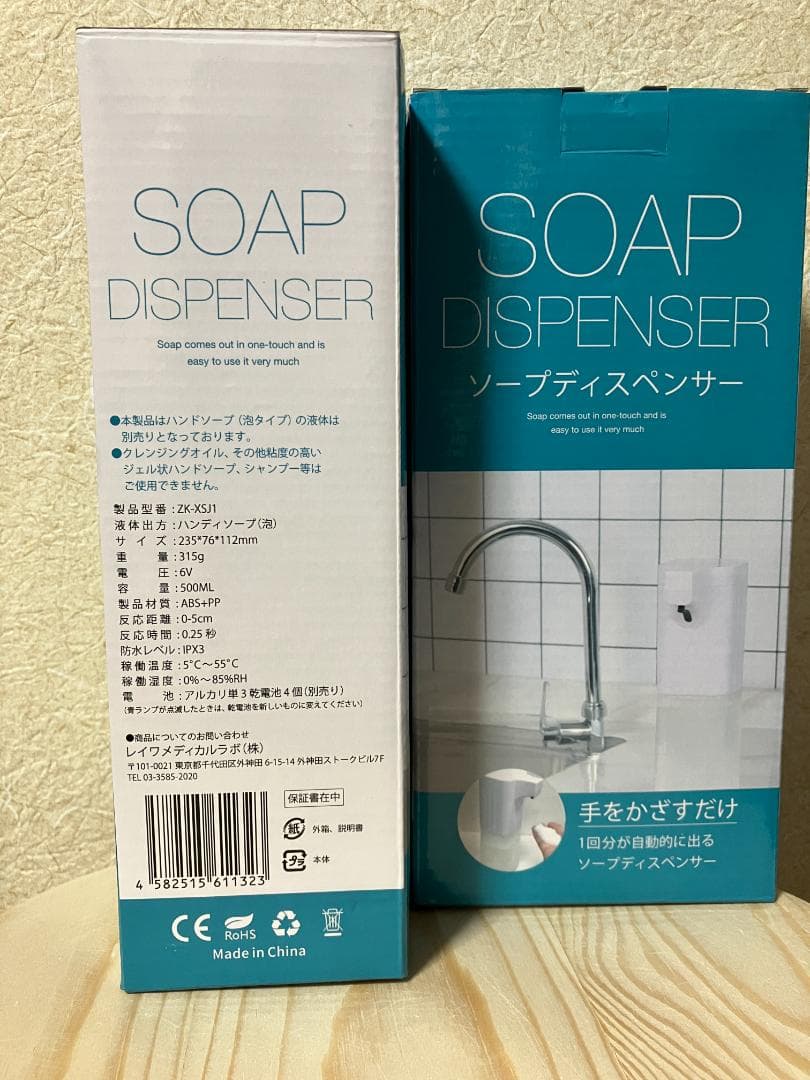 SOAP
DISPENSER
Soap comes out in one-touch and is
easy to use it very much
●本製品はハンドソープ(泡タイプ)の液体は
別売りとなっております。
●クレンジングオイル、その他粘度の高い
ジェル状ハンドソープ、シャンプー等は
ご使用できません。
製品型番:ZK-XSJ1
液体出方:ハンディソープ(泡)
サイズ:235*76*112mm
重量:315g
電圧:6V
容量:500ML
製品材質:ABS+PP
反応距離:0-5cm
反応時間:0.25秒
防水レベル:IPX3
稼働温度:5℃～55℃
稼働湿度:0%～85%RH
電池:アルカリ単3乾電池4個(別売り)
(青ランプが点滅したときは、乾電池を新しいものに変えてください)
●商品についてのお問い合わせ
レイワメディカルラボ(株)
〒101-0021 東京都千代田区外神田6-15-14 外神田ストークビル7F
TEL 03-3585-2020
保証書在中
紙 外箱、説明書
プラ 本体
4 582515 611323
CE RoHS
Made in China
SOAP
DISPENSER
ソープディスペンサー
Soap comes out in one-touch and is
easy to use it very much
手をかざすだけ
1回分が自動的に出る
ソープディスペンサー